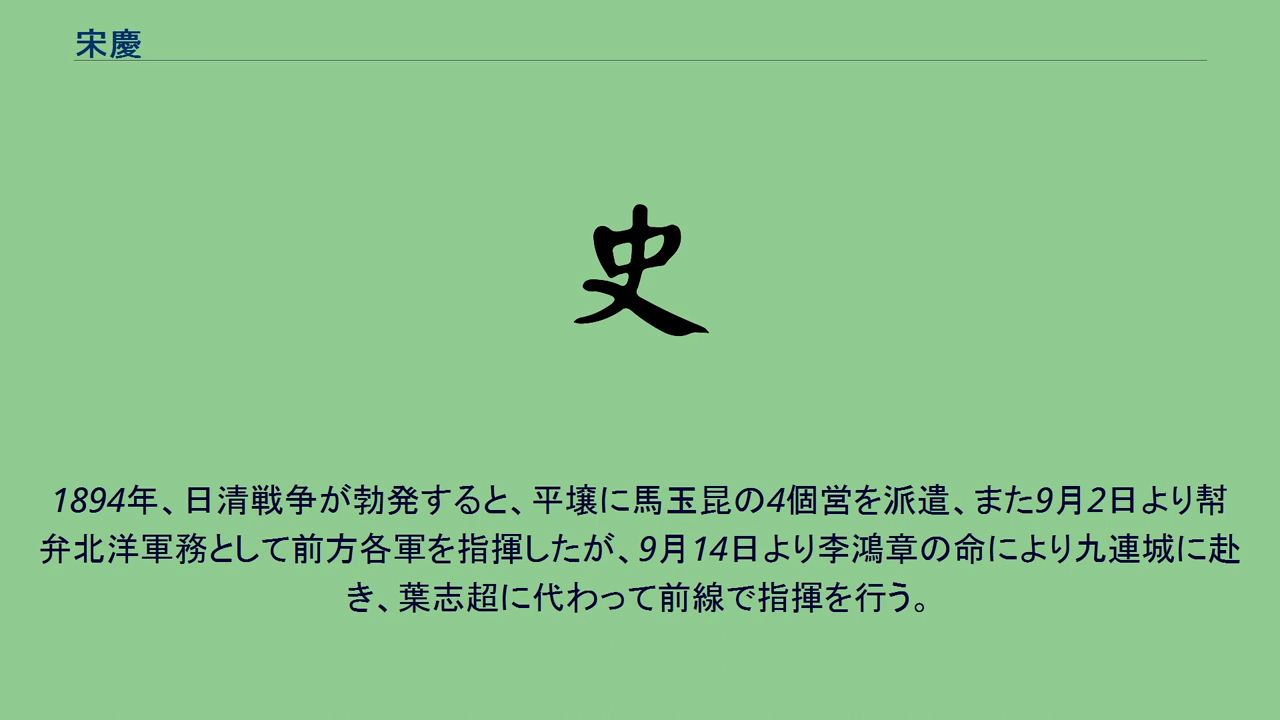 宋慶
史
1894年、日清戦争が勃発すると、平壌に馬玉昆の4個営を派遣、また9月2日より幇
弁北洋軍務として前方各軍を指揮したが、9月14日より李鴻章の命により九連城に赴
き、葉志超に代わって前線で指揮を行う。